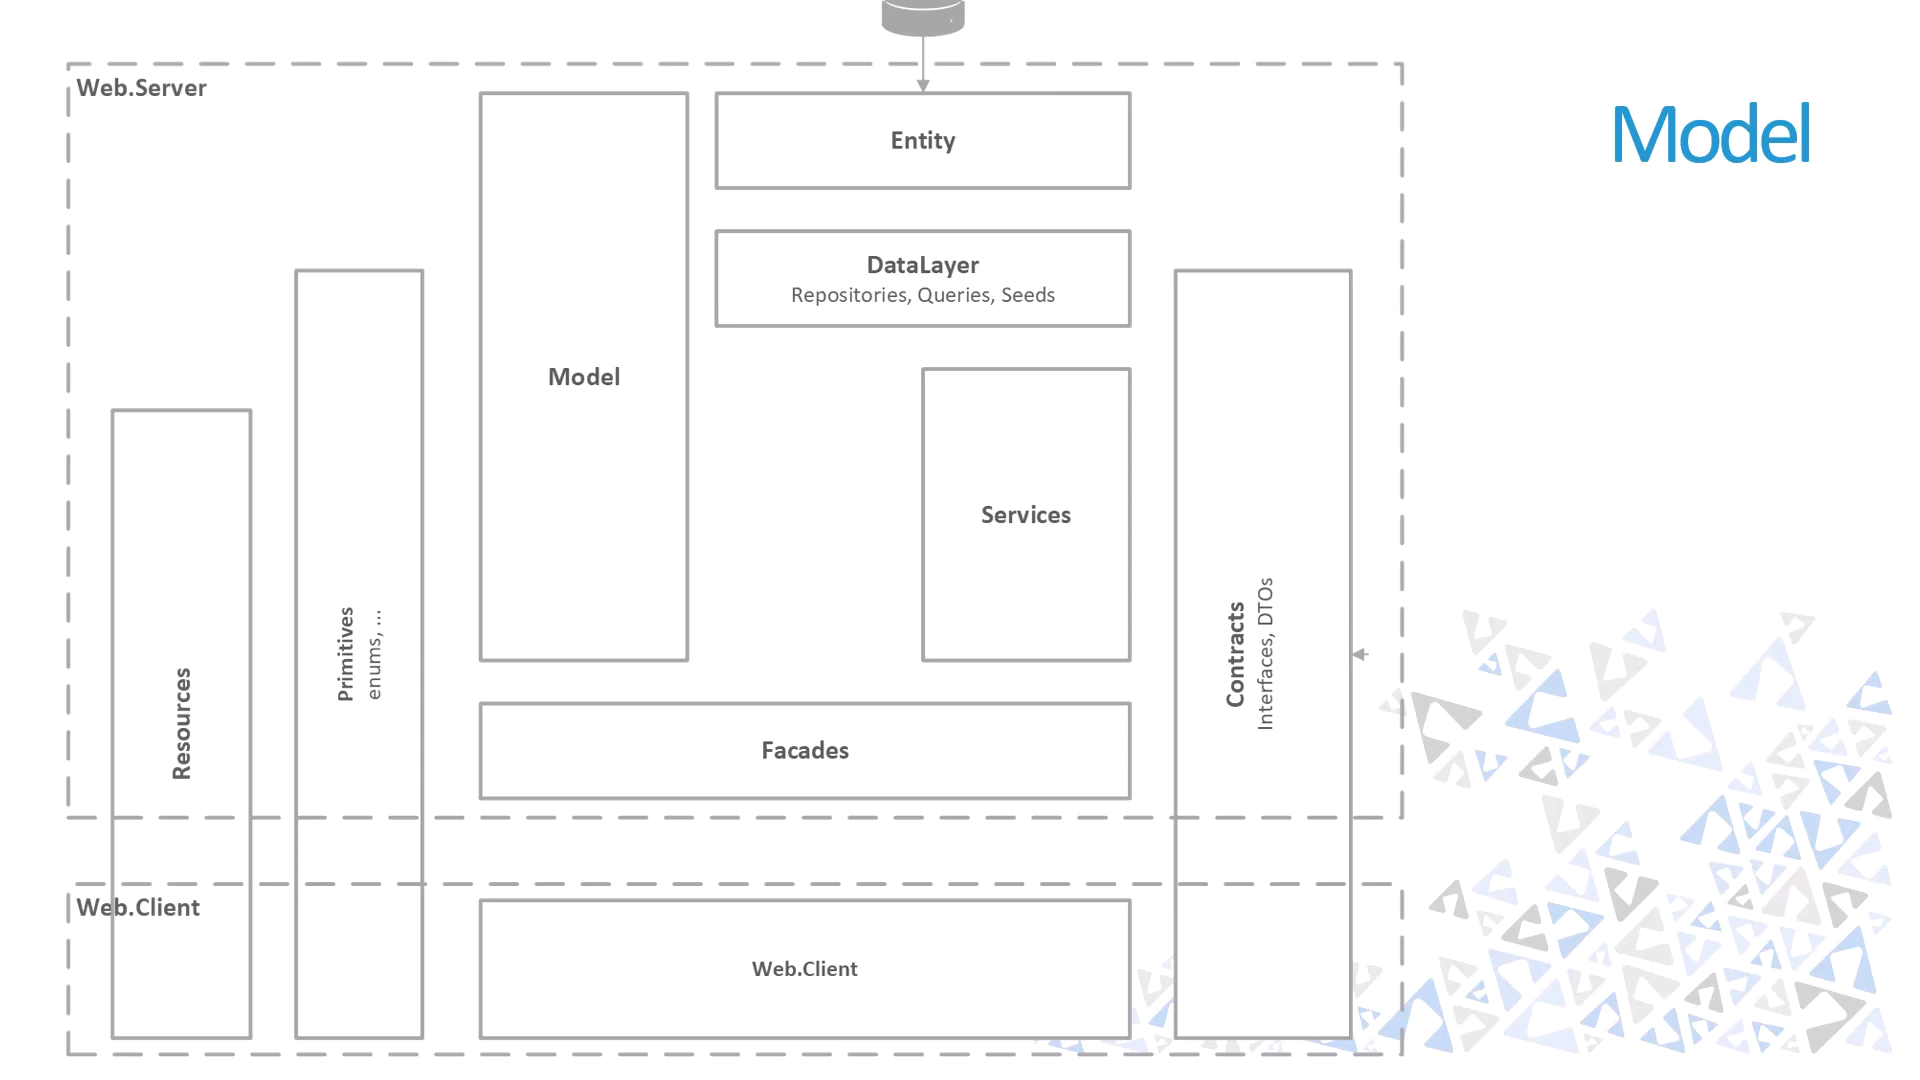 Model
Web.Server
Entity
DataLayer
Repositories, Queries, Seeds
Model
Services
Resources
Primitives
enums, ...
Contracts
Interfaces, DTOs
Facades
Web.Client
Web.Client